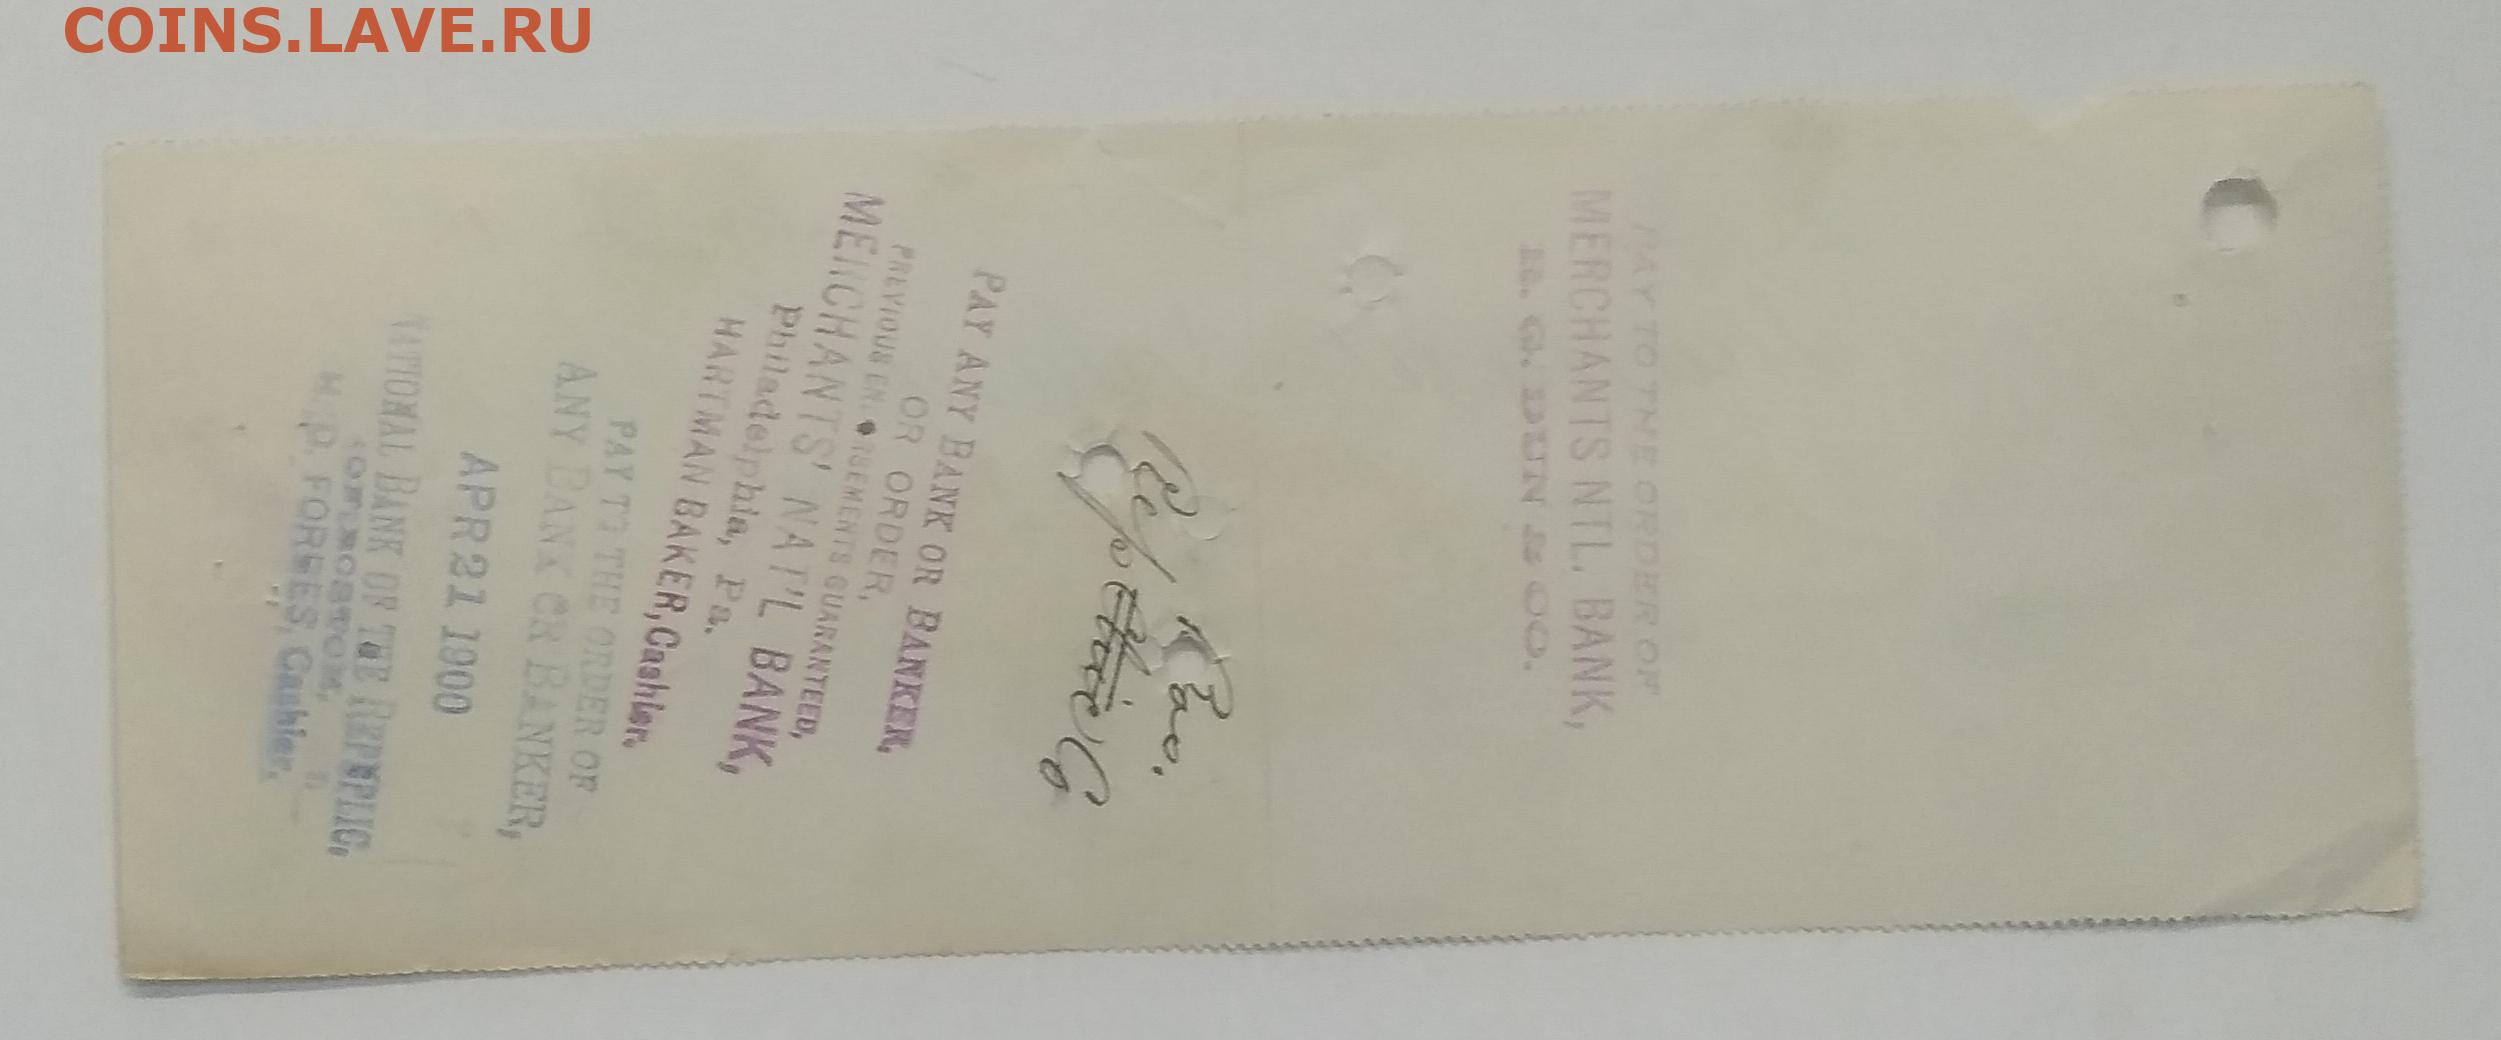 COINS.LAVE.RU
PAY TO THE ORDER OF
MERCHANTS NTL. BANK,
R. G. DUN & CO.
PAY ANY BANK OR BANKER,
OR ORDER,
PREVIOUS EN ISEMENTS GUARANTEED,
MERCHANTS' NAT'L BANK,
Philadelphia, Pa.
HARTMAN BAKER, Cashier.
PAY TO THE ORDER OF
ANY BANK OR BANKER,
APR 21 1900
NATIONAL BANK OF THE REPUBLIC,
OF BOSTON,
H. P. FORBES, Cashier.